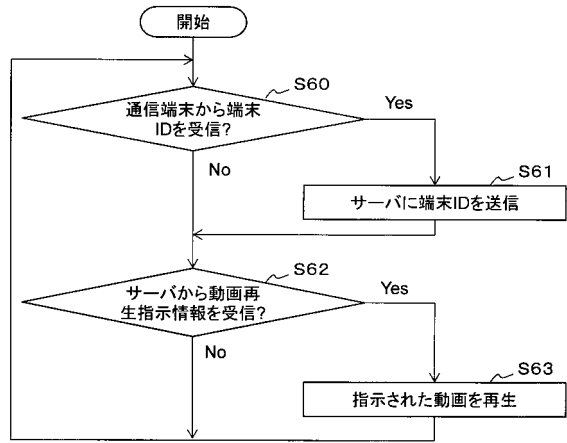 開始
S60
通信端末から端末
IDを受信?
Yes
No
S61
サーバに端末IDを送信
S62
サーバから動画再
生指示情報を受信?
Yes
No
S63
指示された動画を再生